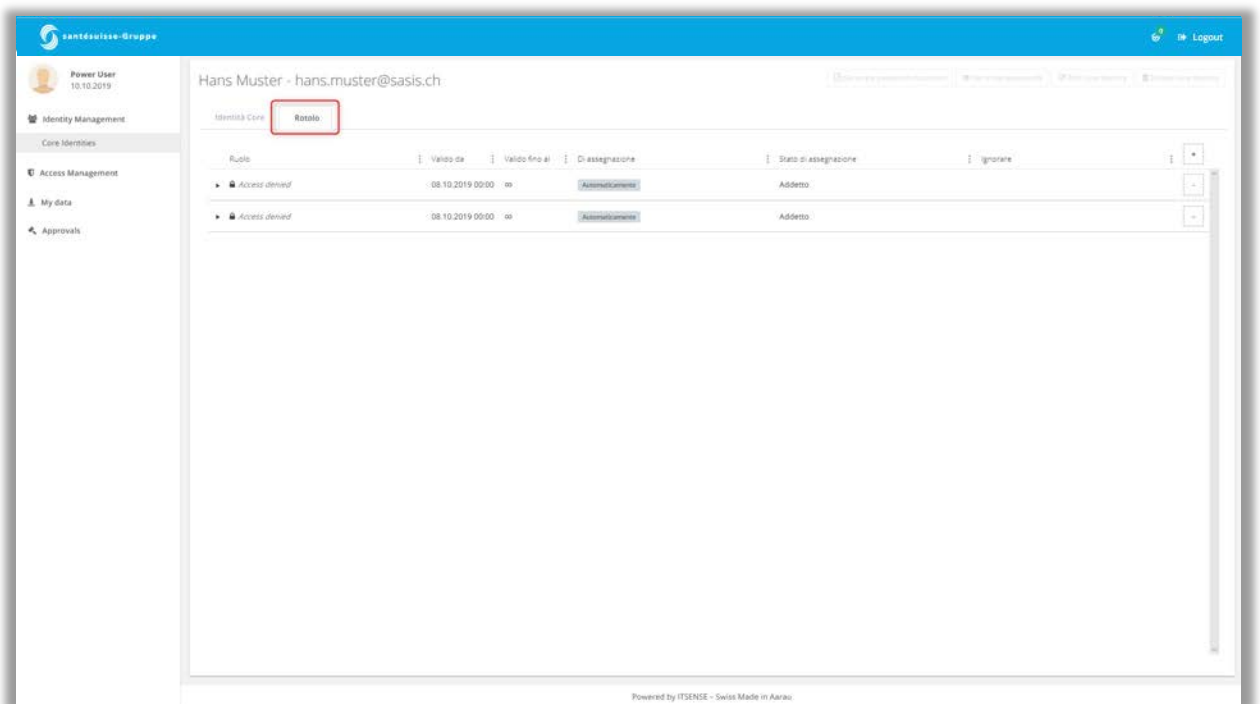 santésuisse-Gruppe
0
Logout
Power User
10.10.2019
Identity Management
Core Identities
Access Management
My data
Approvals
Hans Muster - hans.muster@sasis.ch
Identità Core
Rotolo
Ruolo Valido da Valido fino al Di assegnazione Stato di assegnazione Ignorare +
Access denied 08.10.2019 00:00 ∞ Automaticamente Addetto -
Access denied 08.10.2019 00:00 ∞ Automaticamente Addetto -
Powered by ITSENSE – Swiss Made in Aarau